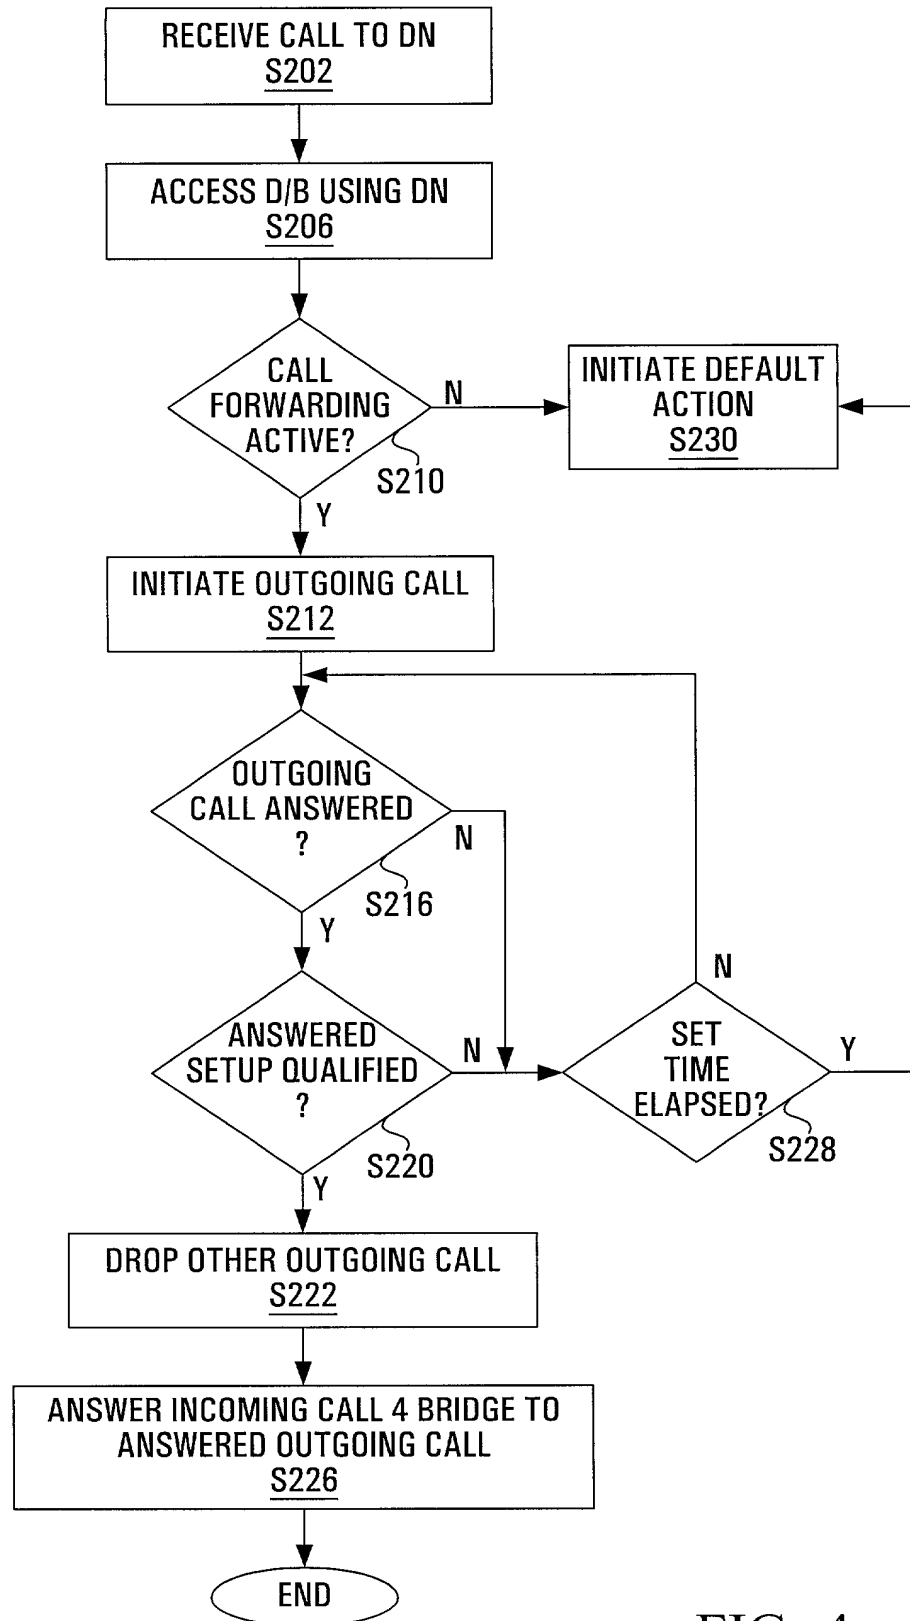 RECEIVE CALL TO DN
S202
ACCESS D/B USING DN
S206
CALL
FORWARDING
ACTIVE?
N
S210
Y
INITIATE DEFAULT
ACTION
S230
INITIATE OUTGOING CALL
S212
OUTGOING
CALL ANSWERED
?
N
S216
Y
ANSWERED
SETUP QUALIFIED
?
N
S220
Y
N
SET
TIME
ELAPSED?
Y
S228
DROP OTHER OUTGOING CALL
S222
ANSWER INCOMING CALL 4 BRIDGE TO
ANSWERED OUTGOING CALL
S226
END
FIG. 4